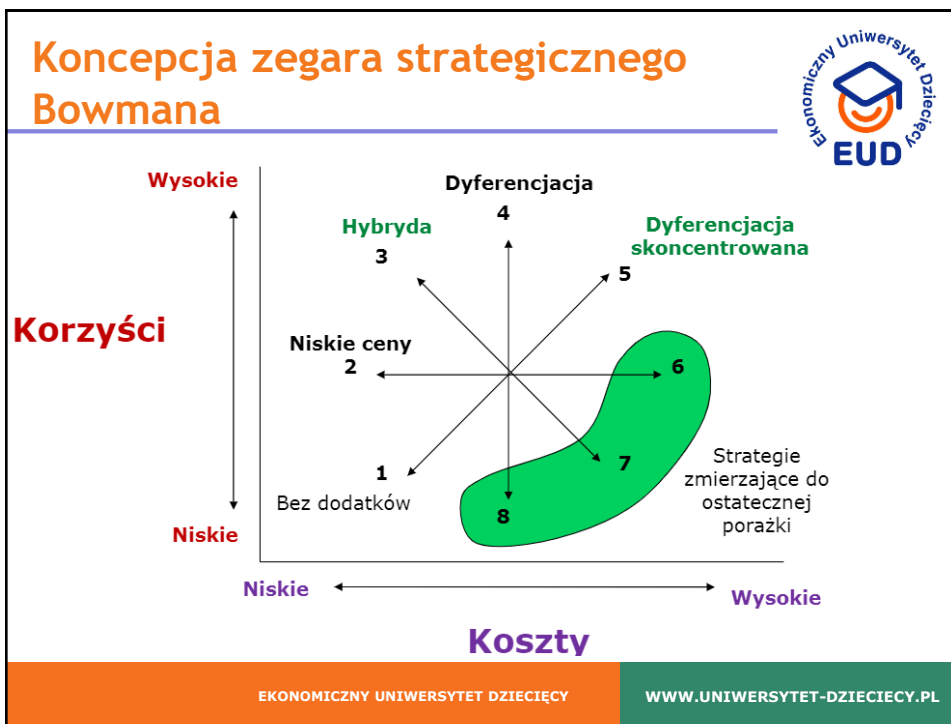 Koncepcja zegara strategicznego
Bowmana
Ekonomiczny Uniwersytet Dziecięcy
EUD
Wysokie
Dyferencjacja
4
Hybryda
3
Dyferencjacja
skoncentrowana
5
Korzyści
Niskie ceny
2
6
1
Bez dodatków
7
8
Strategie
zmierzające do
ostatecznej
porażki
Niskie
Niskie
Wysokie
Koszty
EKONOMICZNY UNIWERSYTET DZIECIĘCY
WWW.UNIWERSYTET-DZIECIECY.PL